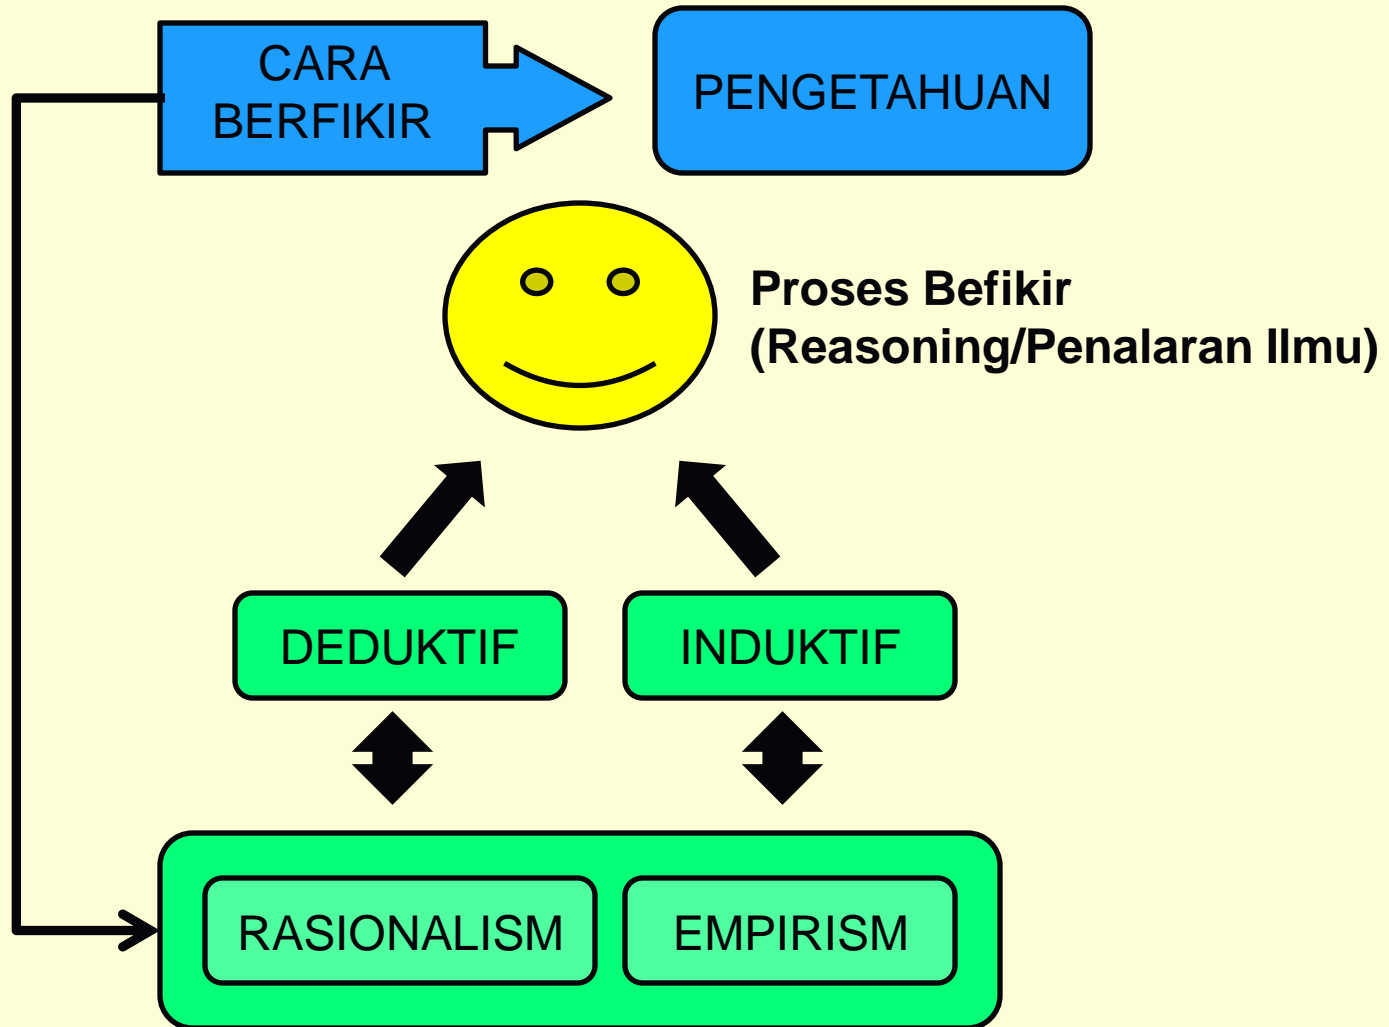 CARA
BERFIKIR
PENGETAHUAN
Proses Befikir
(Reasoning/Penalaran Ilmu)
DEDUKTIF
INDUKTIF
RASIONALISM
EMPIRISM